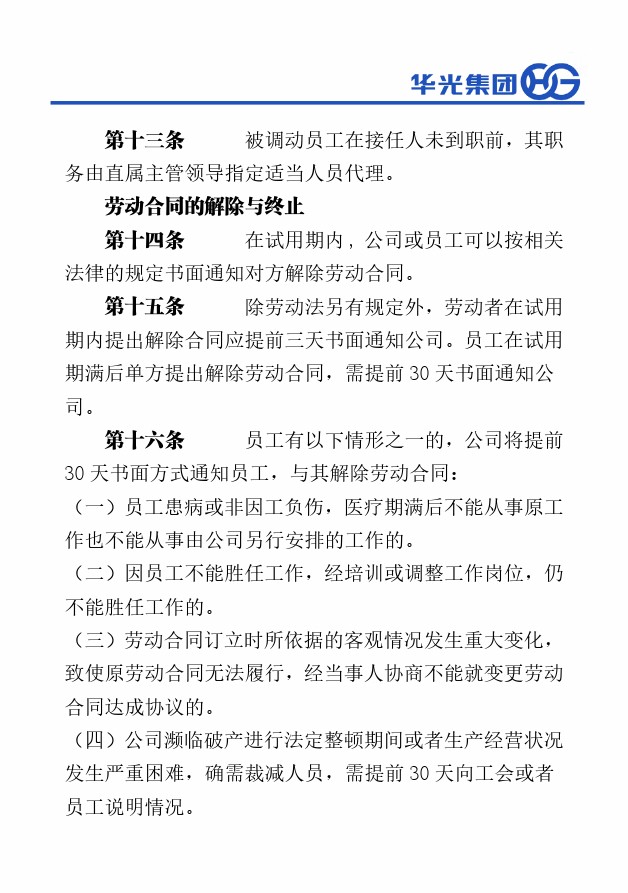 华光集团
第十三条 被调动员工在接任人未到职前，其职
务由直属主管领导指定适当人员代理。
劳动合同的解除与终止
第十四条 在试用期内，公司或员工可以按相关
法律的规定书面通知对方解除劳动合同。
第十五条 除劳动法另有规定外，劳动者在试用
期内提出解除合同应提前三天书面通知公司。员工在试用
期满后单方提出解除劳动合同，需提前 30 天书面通知公
司。
第十六条 员工有以下情形之一的，公司将提前
30 天书面方式通知员工，与其解除劳动合同：
（一）员工患病或非因工负伤，医疗期满后不能从事原工
作也不能从事由公司另行安排的工作的。
（二）因员工不能胜任工作，经培训或调整工作岗位，仍
不能胜任工作的。
（三）劳动合同订立时所依据的客观情况发生重大变化，
致使原劳动合同无法履行，经当事人协商不能就变更劳动
合同达成协议的。
（四）公司濒临破产进行法定整顿期间或者生产经营状况
发生严重困难，确需裁减人员，需提前 30 天向工会或者
员工说明情况。